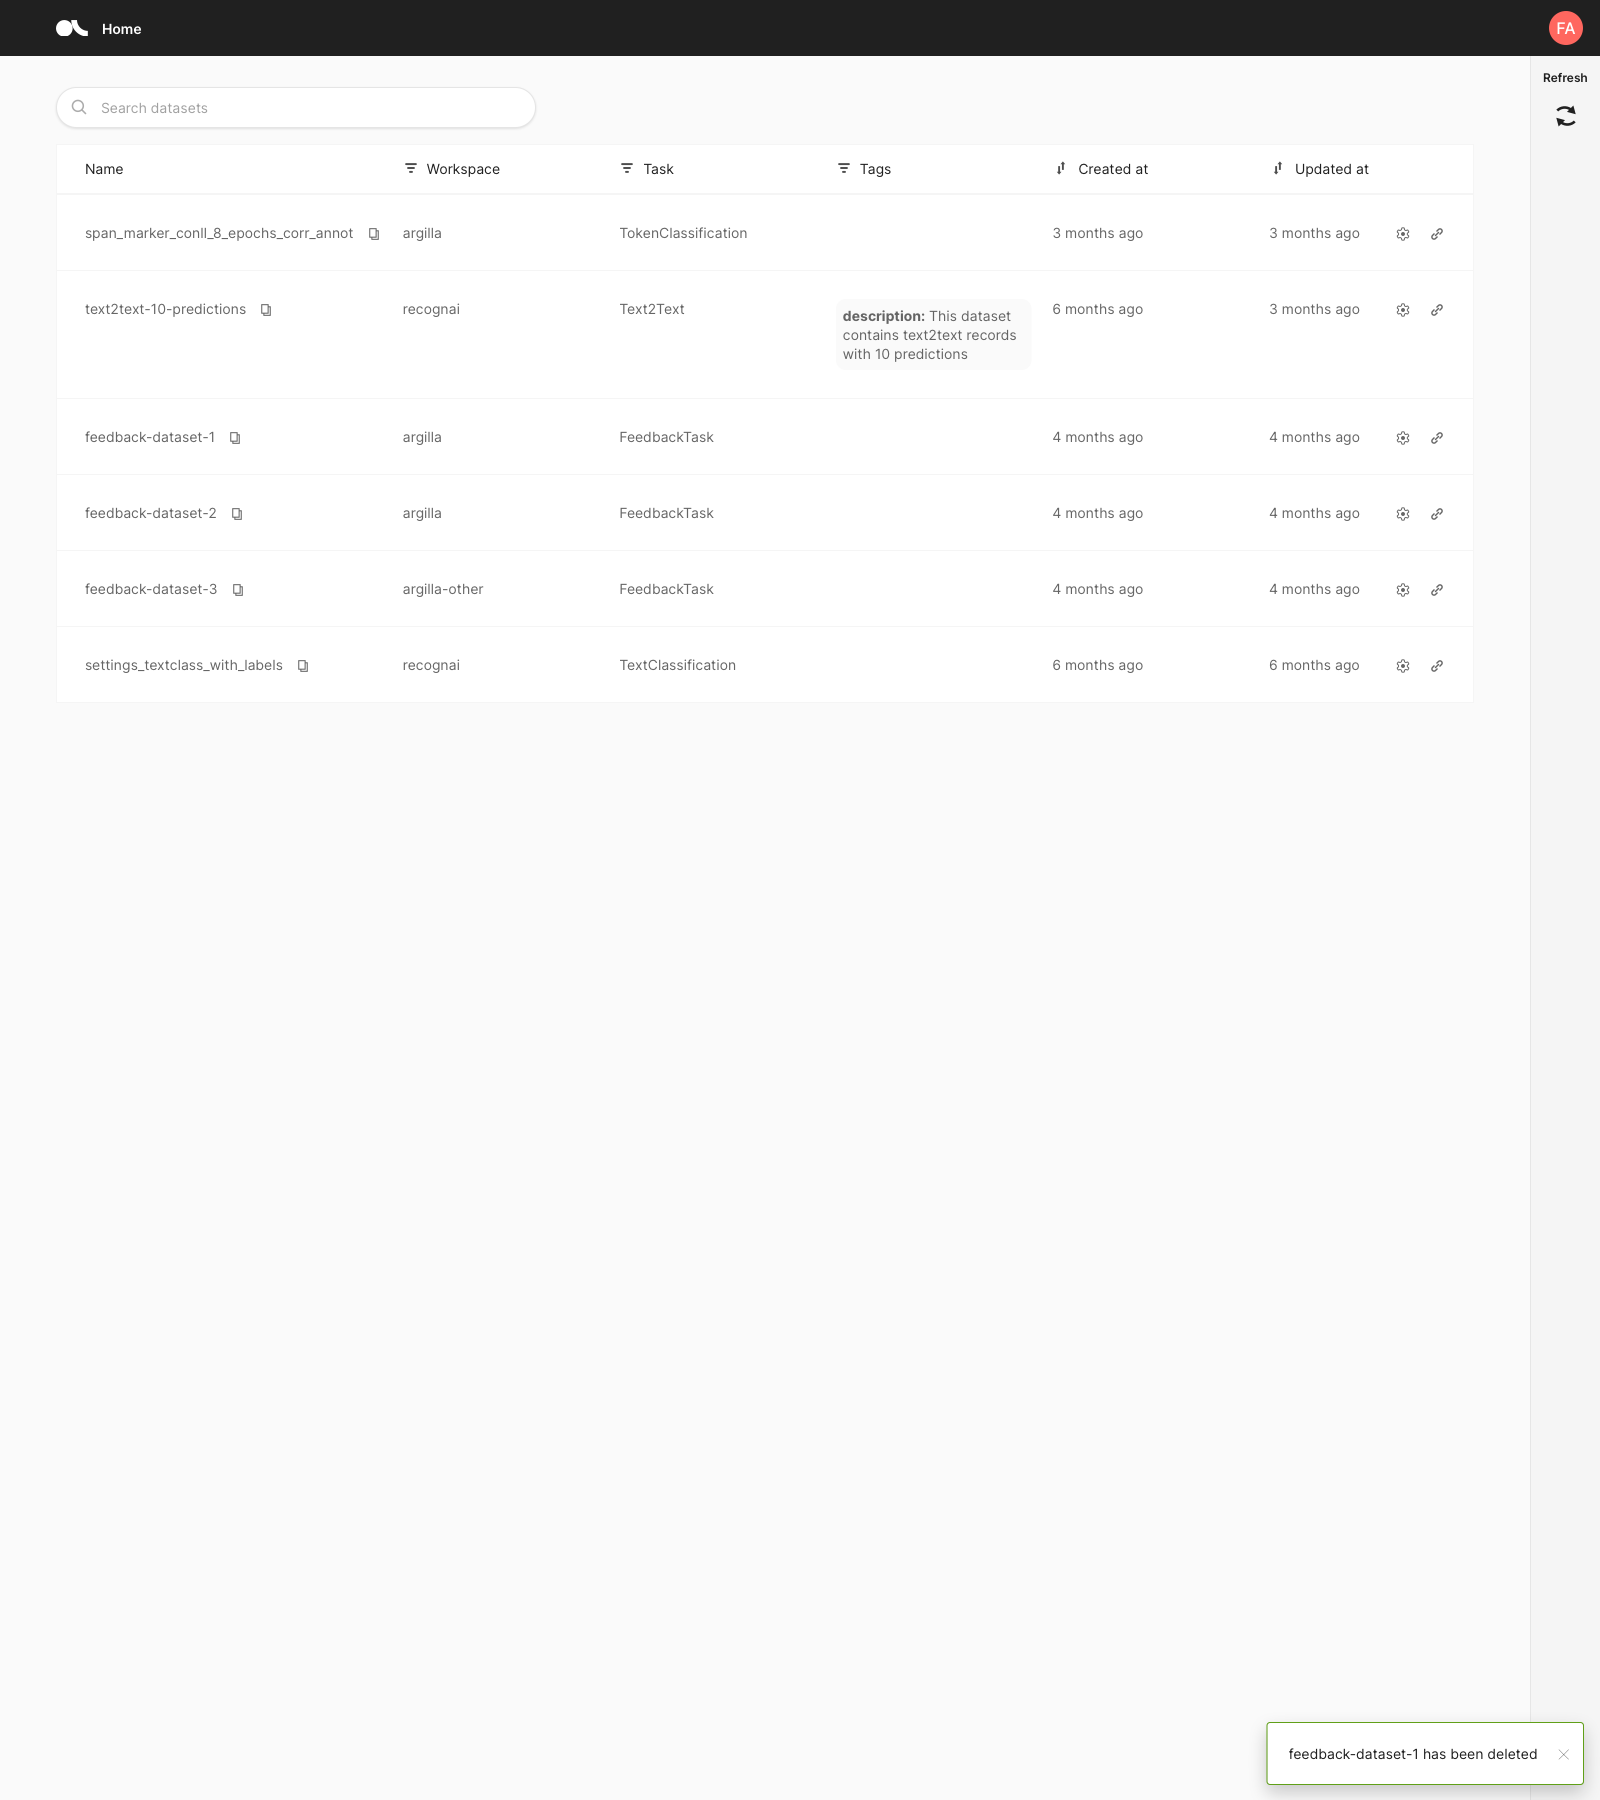 Home
FA
Refresh
Search datasets
Name Workspace Task Tags Created at Updated at
span_marker_conll_8_epochs_corr_annot argilla TokenClassification 3 months ago 3 months ago
text2text-10-predictions recognai Text2Text 6 months ago 3 months ago
description: This dataset
contains text2text records
with 10 predictions
feedback-dataset-1 argilla FeedbackTask 4 months ago 4 months ago
feedback-dataset-2 argilla FeedbackTask 4 months ago 4 months ago
feedback-dataset-3 argilla-other FeedbackTask 4 months ago 4 months ago
settings_textclass_with_labels recognai TextClassification 6 months ago 6 months ago
feedback-dataset-1 has been deleted